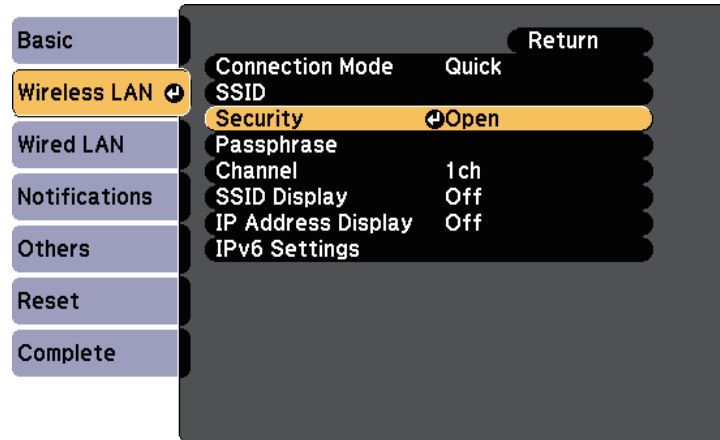 Basic
Wireless LAN
Wired LAN
Notifications
Others
Reset
Complete
Return
Connection Mode Quick
SSID
Security Open
Passphrase
Channel 1ch
SSID Display Off
IP Address Display Off
IPv6 Settings